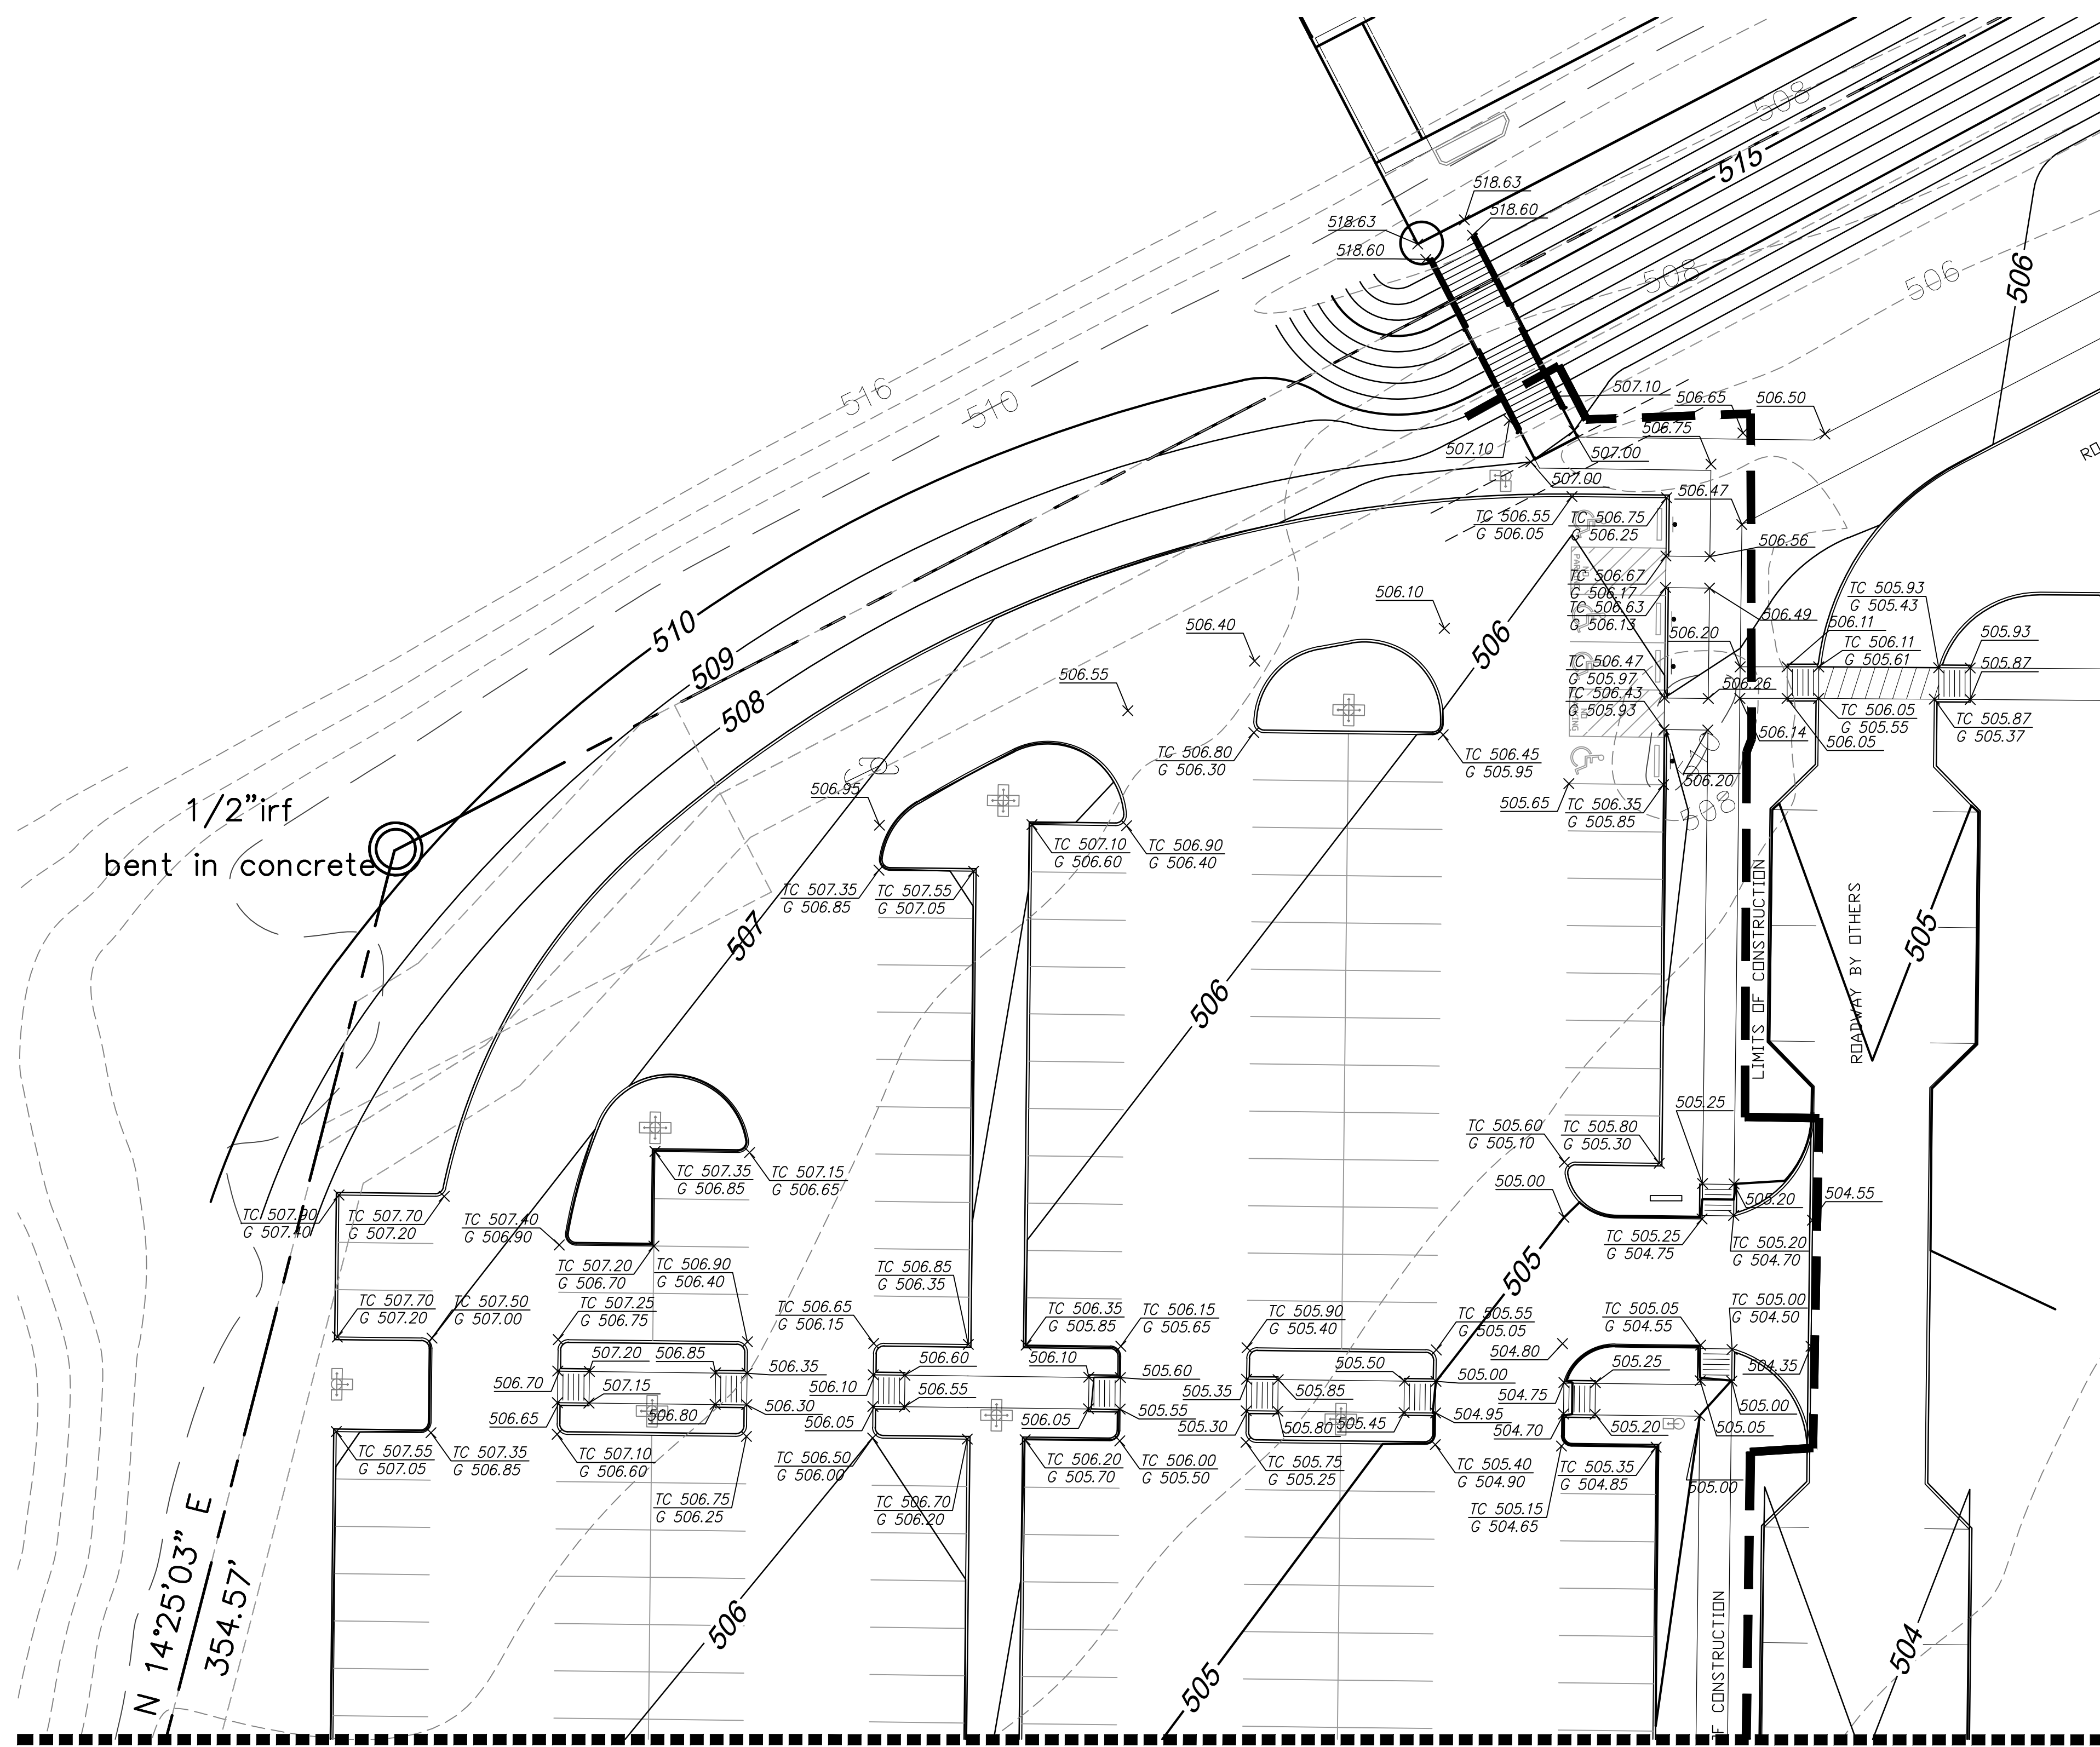 508
515
518.63
518.60
518.63
518.60
508
506
506
516
510
507.10
506.65
506.50
506.75
507.10
507.00
507.00
506.47
TC 506.55
G 506.05
TC 506.75
G 506.25
506.56
TC 506.67
G 506.17
TC 506.63
G 506.13
506.49
506.10
TC 505.93
G 505.43
506.11
506.20
506.40
506
510
509
508
TC 506.11
G 505.61
505.93
505.87
TC 506.47
G 505.97
506.26
TC 506.43
G 505.93
506.55
TC 506.05
G 505.55
TC 505.87
G 505.37
506.14
506.05
TC 506.80
G 506.30
TC 506.45
G 505.95
506.20
506.95
505.65
TC 506.35
G 505.85
508
1/2"irf
bent in concrete
TC 507.10
G 506.60
TC 506.90
G 506.40
TC 507.35
G 506.85
TC 507.55
G 507.05
507
506
505
LIMITS OF CONSTRUCTION
ROADWAY BY OTHERS
505.25
TC 505.60
G 505.10
TC 505.80
G 505.30
TC 507.35
G 506.85
TC 507.15
G 506.65
505.00
505.20
504.55
TC 507.90
G 507.40
TC 507.70
G 507.20
TC 507.40
G 506.90
TC 505.25
G 504.75
TC 505.20
G 504.70
TC 507.20
G 506.70
TC 506.90
G 506.40
TC 506.85
G 506.35
505
TC 507.70
G 507.20
TC 507.50
G 507.00
TC 507.25
G 506.75
TC 506.65
G 506.15
TC 506.35
G 505.85
TC 506.15
G 505.65
TC 505.90
G 505.40
TC 505.55
G 505.05
TC 505.05
G 504.55
TC 505.00
G 504.50
504.80
507.20
506.85
506.35
506.60
506.10
505.60
505.50
505.00
505.25
504.35
506.70
507.15
506.10
506.55
505.35
505.85
504.75
505.00
506.65
506.80
506.30
506.05
506.05
505.55
505.30
505.80
505.45
504.95
504.70
505.20
505.05
TC 507.55
G 507.05
TC 507.35
G 506.85
TC 507.10
G 506.60
TC 506.50
G 506.00
TC 506.20
G 505.70
TC 506.00
G 505.50
TC 505.75
G 505.25
TC 505.40
G 504.90
TC 505.35
G 504.85
505.00
TC 506.75
G 506.25
TC 506.70
G 506.20
TC 505.15
G 504.65
N 14°25'03" E
354.57'
506
505
504
F CONSTRUCTION